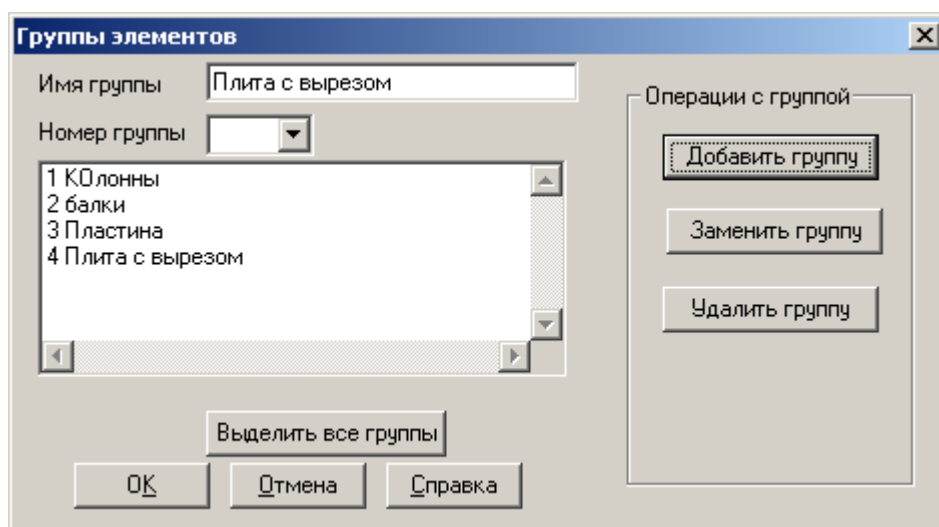 Группы элементов
Имя группы Плита с вырезом
Номер группы
1 КОлонны
2 балки
3 Пластина
4 Плита с вырезом
Операции с группой
Добавить группу
Заменить группу
Удалить группу
Выделить все группы
OK Отмена Справка